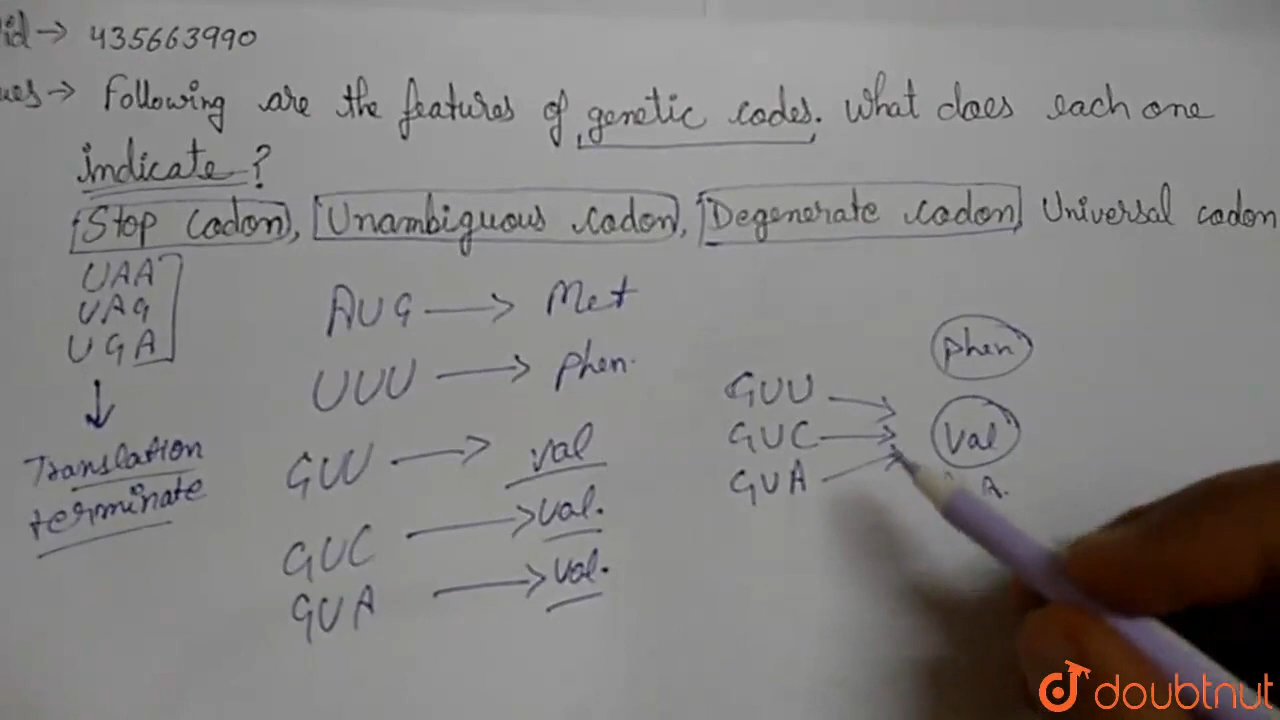 id → 435663990
ues → Following are the features of genetic codes. What does each one
indicate?
Stop codon, Unambiguous codon, Degenerate codon, Universal codon
UAA
UAG
UGA
↓
Translation
terminate
AUG → Met
UUU → Phen.
GUU → Val
GUC → Val.
GUA → Val.
Phen
GUU →
GUC → Val
GUA →
A.
doubtnut